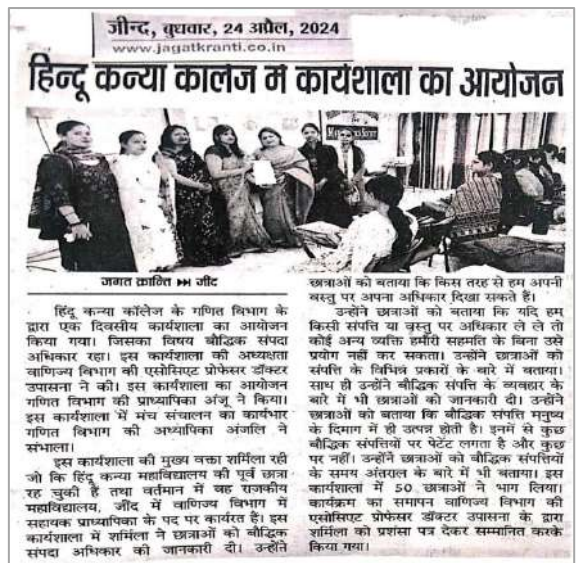 जीन्द, बुधवार, 24 अप्रैल, 2024
www.jagatkranti.co.in
हिन्दू कन्या कालेज में कार्यशाला का आयोजन
जगत क्रान्ति ▶▶ जींद
हिंदू कन्या कॉलेज के गणित विभाग के
द्वारा एक दिवसीय कार्यशाला का आयोजन
किया गया। जिसका विषय बौद्धिक संपदा
अधिकार रहा। इस कार्यशाला की अध्यक्षता
वाणिज्य विभाग की एसोसिएट प्रोफेसर डॉक्टर
उपासना ने की। इस कार्यशाला का आयोजन
गणित विभाग की प्राध्यापिका अंजू ने किया।
इस कार्यशाला में मंच संचालन का कार्यभार
गणित विभाग की अध्यापिका अंजलि ने
संभाला।
इस कार्यशाला की मुख्य वक्ता शर्मिला रही
जो कि हिंदू कन्या महाविद्यालय की पूर्व छात्रा
रह चुकी हैं तथा वर्तमान में वह राजकीय
महाविद्यालय, जींद में वाणिज्य विभाग में
सहायक प्राध्यापिका के पद पर कार्यरत है। इस
कार्यशाला में शर्मिला ने छात्राओं को बौद्धिक
संपदा अधिकार की जानकारी दी। उन्होंने
छात्राओं को बताया कि किस तरह से हम अपनी
वस्तु पर अपना अधिकार दिखा सकते हैं।
उन्होंने छात्राओं को बताया कि यदि हम
किसी संपत्ति या वस्तु पर अधिकार ले ले तो
कोई अन्य व्यक्ति हमारी सहमति के बिना उसे
प्रयोग नहीं कर सकता। उन्होंने छात्राओं को
संपत्ति के विभिन्न प्रकारों के बारे में बताया।
साथ ही उन्होंने बौद्धिक संपत्ति के व्यवहार के
बारे में भी छात्राओं को जानकारी दी। उन्होंने
छात्राओं को बताया कि बौद्धिक संपत्ति मनुष्य
के दिमाग में ही उत्पन्न होती है। इनमें से कुछ
बौद्धिक संपत्तियों पर पेटेंट लगता है और कुछ
पर नहीं। उन्होंने छात्राओं को बौद्धिक संपत्तियों
के समय अंतराल के बारे में भी बताया। इस
कार्यशाला में 50 छात्राओं ने भाग लिया।
कार्यक्रम का समापन वाणिज्य विभाग की
एसोसिएट प्रोफेसर डॉक्टर उपासना के द्वारा
शर्मिला को प्रशंसा पत्र देकर सम्मानित करके
किया गया।